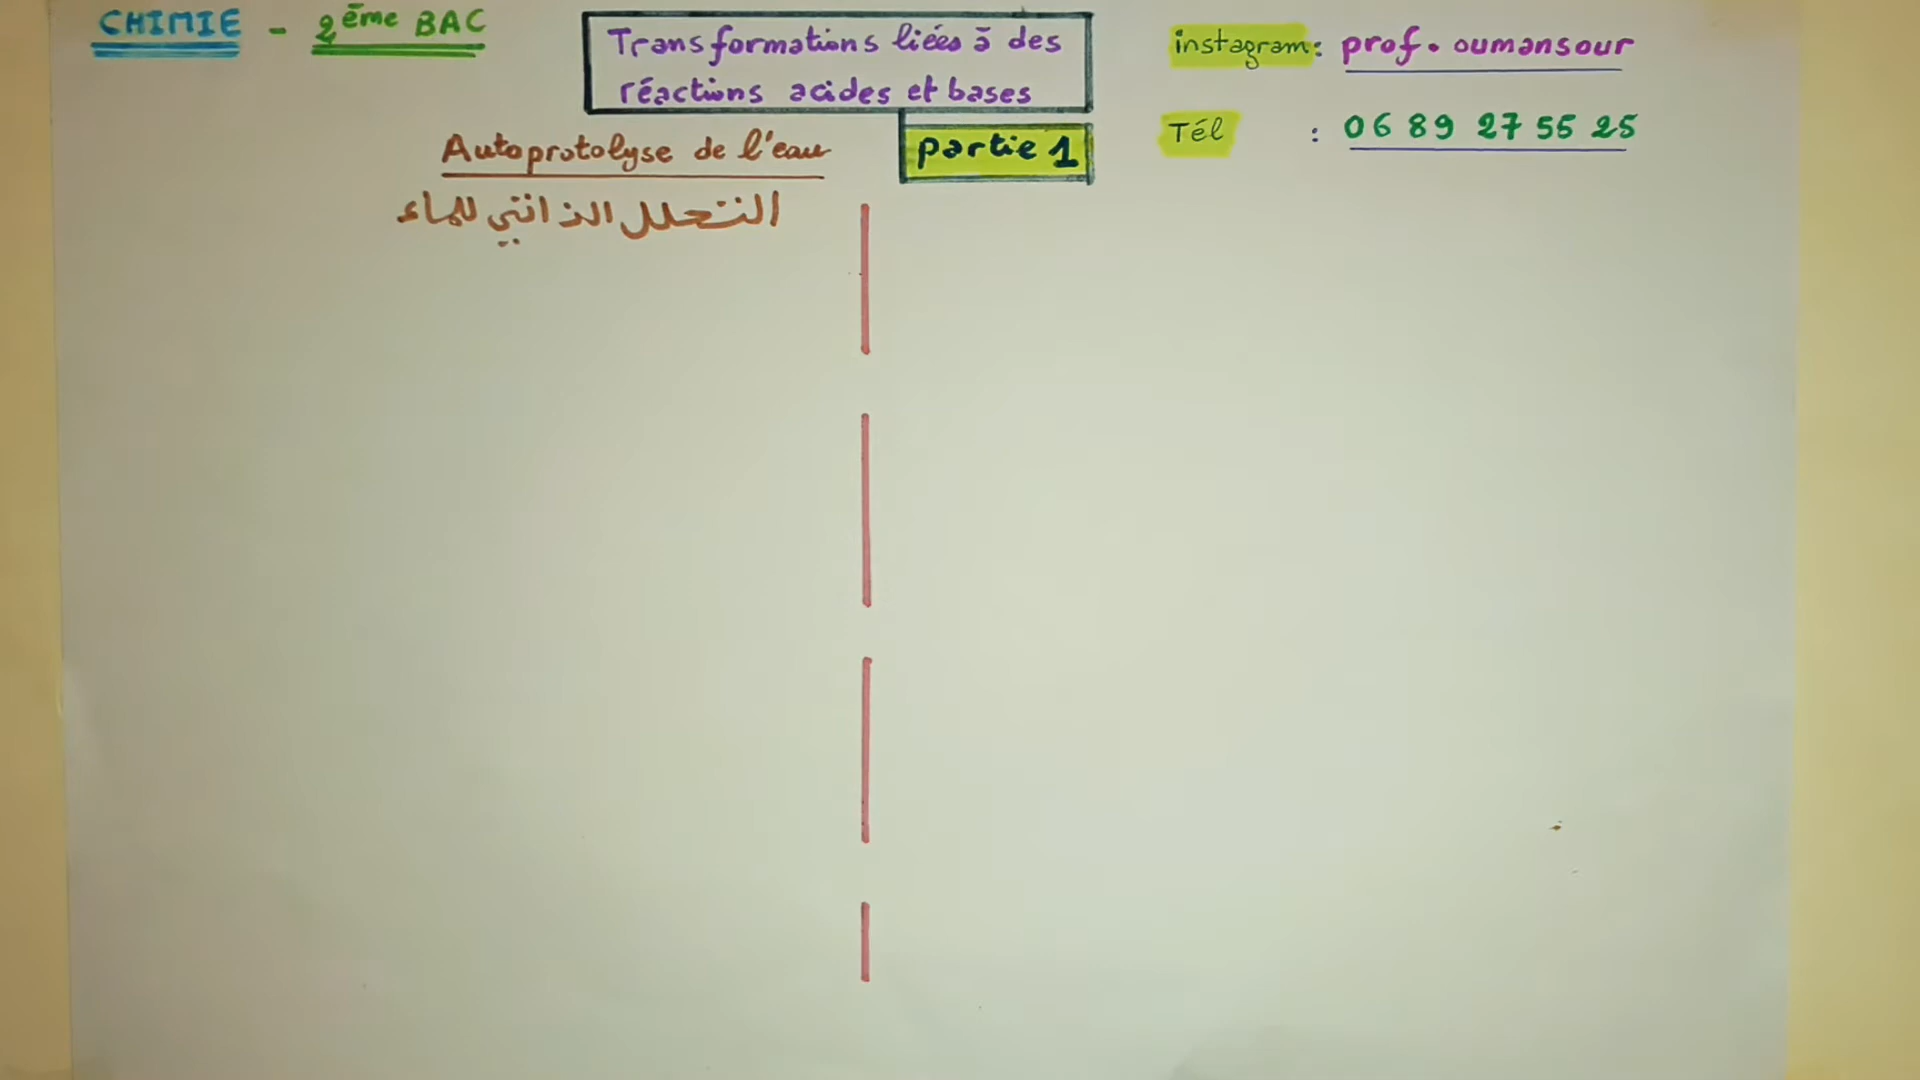 CHIMIE - 2ème BAC
Transformations liées à des
réactions acides et bases
partie 1
instagram: prof. oumansour
Tél : 06 89 27 55 25
Autoprotolyse de l'eau
التحلل الذاتي للماء